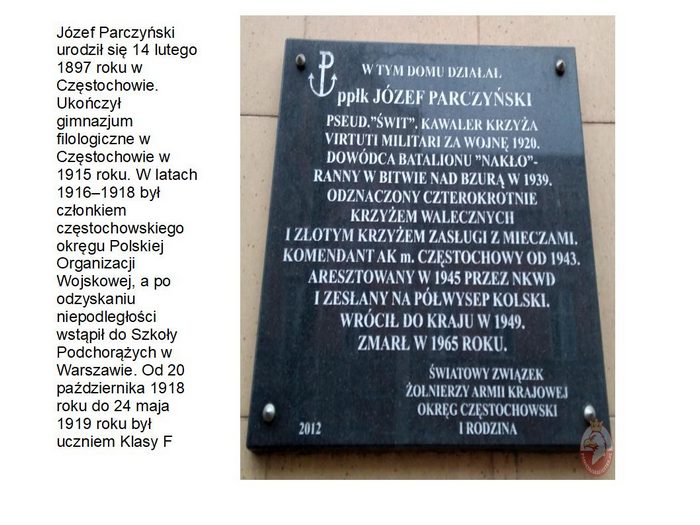 Józef Parczyński
urodził się 14 lutego
1897 roku w
Częstochowie.
Ukończył
gimnazjum
filologiczne w
Częstochowie w
1915 roku. W latach
1916–1918 był
członkiem
częstochowskiego
okręgu Polskiej
Organizacji
Wojskowej, a po
odzyskaniu
niepodległości
wstąpił do Szkoły
Podchorążych w
Warszawie. Od 20
października 1918
roku do 24 maja
1919 roku był
uczniem Klasy F
W TYM DOMU DZIAŁAŁ
ppłk JÓZEF PARCZYŃSKI
PSEUD."ŚWIT". KAWALER KRZYŻA
VIRTUTI MILITARI ZA WOJNĘ 1920.
DOWÓDCA BATALIONU "NAKŁO"-
RANNY W BITWIE NAD BZURĄ W 1939.
ODZNACZONY CZTEROKROTNIE
KRZYŻEM WALECZNYCH
I ZŁOTYM KRZYŻEM ZASŁUGI Z MIECZAMI.
KOMENDANT AK m. CZĘSTOCHOWY OD 1943.
ARESZTOWANY W 1945 PRZEZ NKWD
I ZESŁANY NA PÓŁWYSEP KOLSKI.
WRÓCIŁ DO KRAJU W 1949.
ZMARŁ W 1965 ROKU.
ŚWIATOWY ZWIĄZEK
ŻOŁNIERZY ARMII KRAJOWEJ
OKRĘG CZĘSTOCHOWSKI
2012 I RODZINA